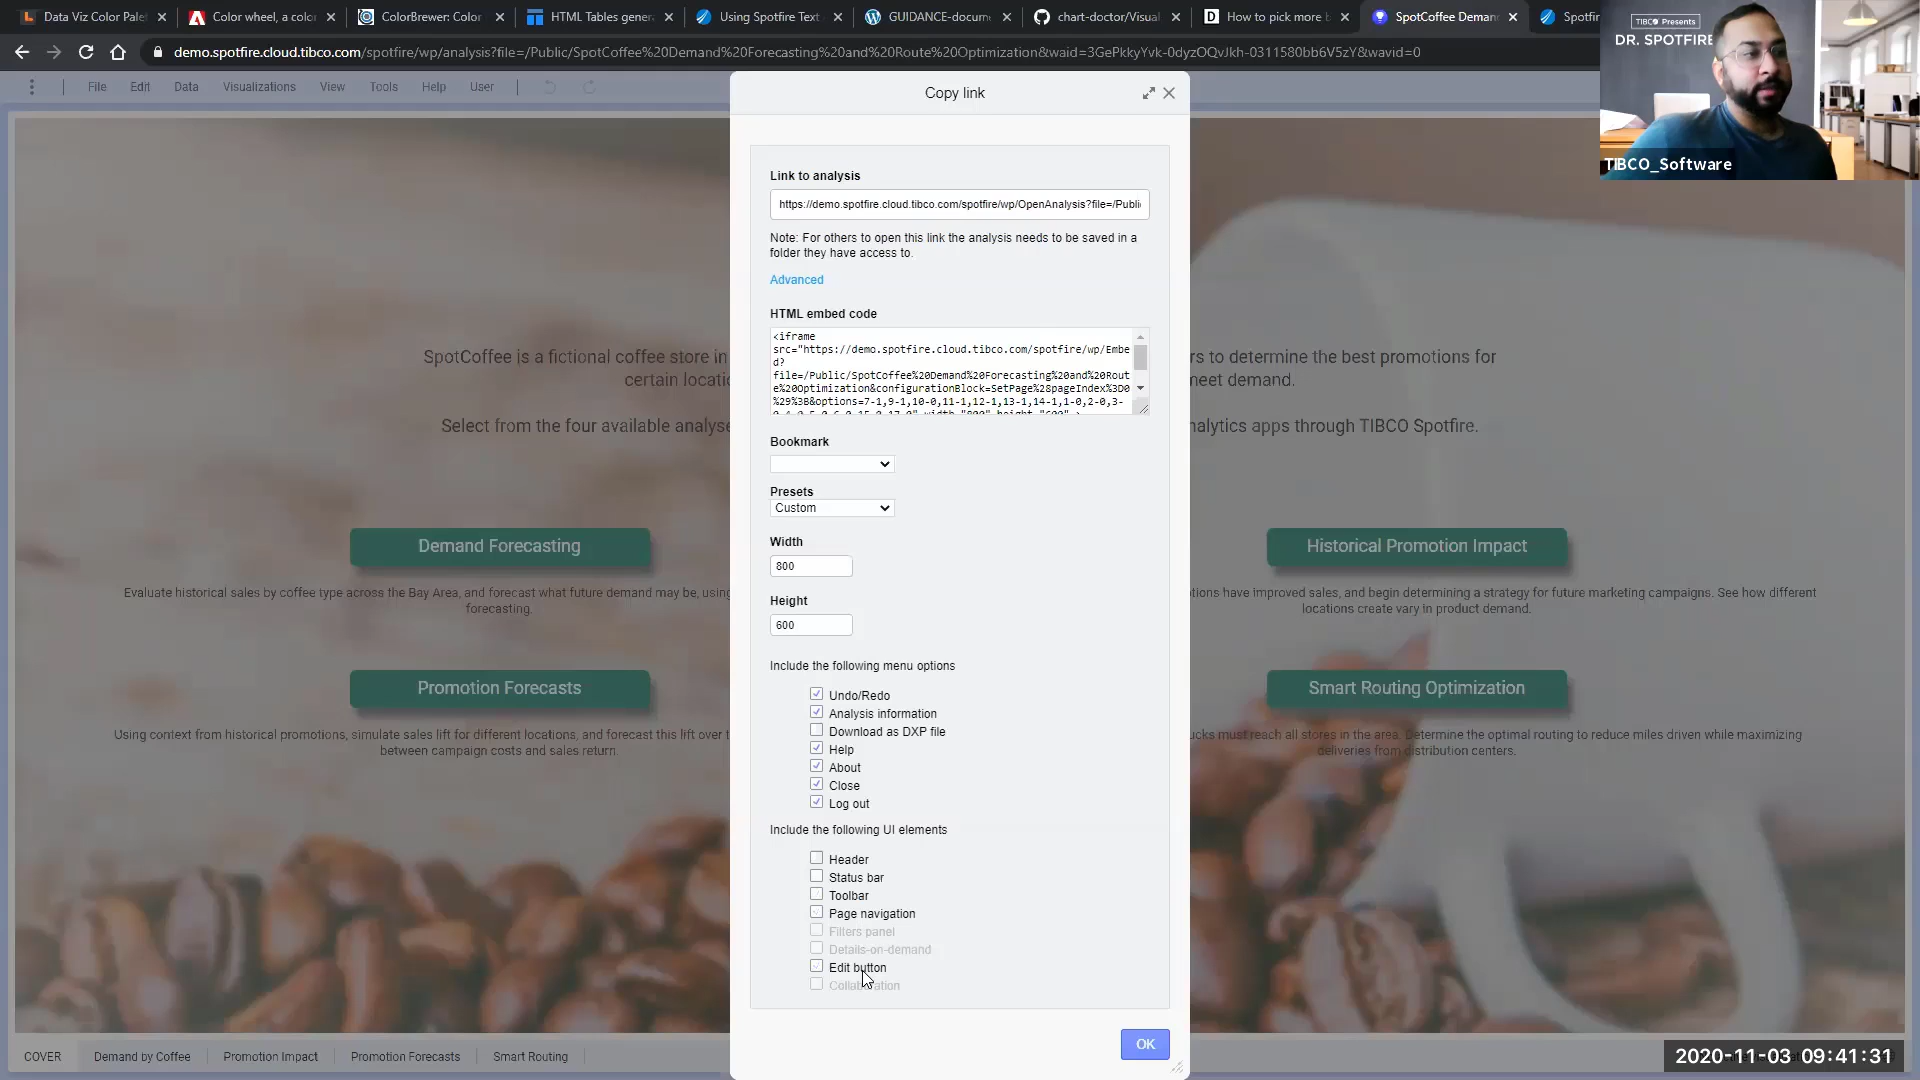 Data Viz Color Palet
Color wheel, a color
ColorBrewer: Color
HTML Tables gener
Using Spotfire Text
GUIDANCE-docum
chart-doctor/Visual
How to pick more b
SpotCoffee Deman
Spotfir
demo.spotfire.cloud.tibco.com/spotfire/wp/analysis?file=/Public/SpotCoffee%20Demand%20Forecasting%20and%20Route%20Optimization&waid=3GePkkyYvk-0dyzOQvJkh-0311580bb6V5zY&wavid=0
TIBCO Presents
DR. SPOTFIRE
TIBCO_Software
File Edit Data Visualizations View Tools Help User
Copy link
Link to analysis
https://demo.spotfire.cloud.tibco.com/spotfire/wp/OpenAnalysis?file=/Publi
Note: For others to open this link the analysis needs to be saved in a
folder they have access to.
Advanced
HTML embed code
<iframe
src="https://demo.spotfire.cloud.tibco.com/spotfire/wp/Embe
d?
file=/Public/SpotCoffee%20Demand%20Forecasting%20and%20Rout
e%20Optimization&configurationBlock=SetPage%28pageIndex%3D0
%29%3B&options=7-1,9-1,10-0,11-1,12-1,13-1,14-1,1-0,2-0,3-
Bookmark
Presets
Custom
Width
800
Height
600
Include the following menu options
Undo/Redo
Analysis information
Download as DXP file
Help
About
Close
Log out
Include the following UI elements
Header
Status bar
Toolbar
Page navigation
Filters panel
Details-on-demand
Edit button
Collaboration
OK
SpotCoffee is a fictional coffee store in
rs to determine the best promotions for
certain locatio
meet demand.
Select from the four available analyse
nalytics apps through TIBCO Spotfire.
Demand Forecasting
Evaluate historical sales by coffee type across the Bay Area, and forecast what future demand may be, using
forecasting.
Historical Promotion Impact
tions have improved sales, and begin determining a strategy for future marketing campaigns. See how different
locations create vary in product demand.
Promotion Forecasts
Using context from historical promotions, simulate sales lift for different locations, and forecast this lift over t
between campaign costs and sales return.
Smart Routing Optimization
ucks must reach all stores in the area. Determine the optimal routing to reduce miles driven while maximizing
deliveries from distribution centers.
COVER Demand by Coffee Promotion Impact Promotion Forecasts Smart Routing
2020-11-03 09:41:31